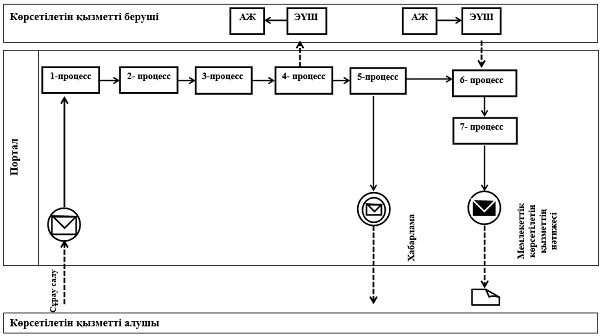 Көрсетілетін қызметті беруші
АЖ
ЭҮШ
АЖ
ЭҮШ
Портал
1-процесс
2- процесс
3-процесс
4- процесс
5-процесс
6- процесс
7- процесс
Сұрау салу
Хабарлама
Мемлекеттік
көрсетілетін
қызметтің
нәтижесі
Көрсетілетін қызметті алушы